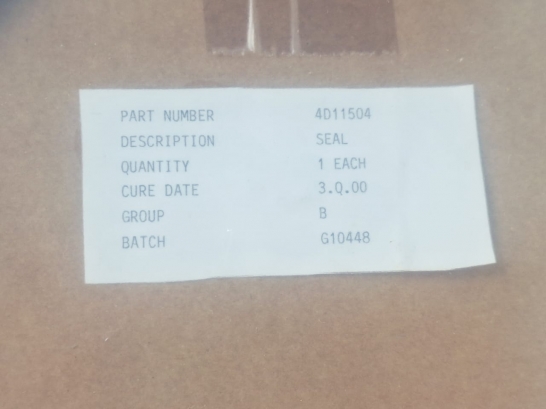 PART NUMBER 4D11504
DESCRIPTION SEAL
QUANTITY 1 EACH
CURE DATE 3.Q.00
GROUP B
BATCH G10448